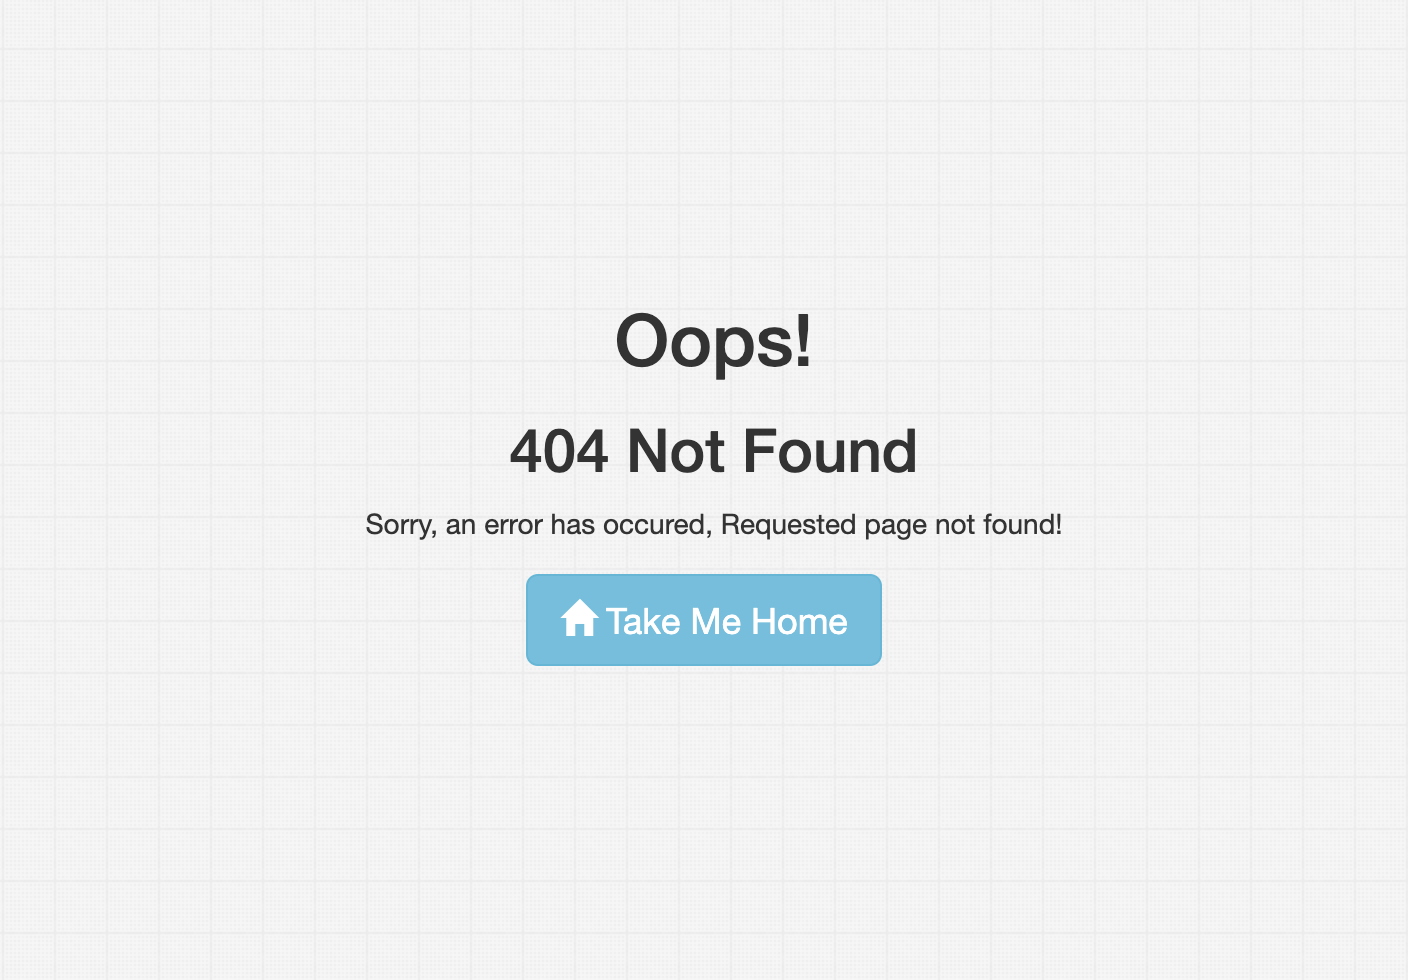 Oops!
404 Not Found
Sorry, an error has occured, Requested page not found!
Take Me Home